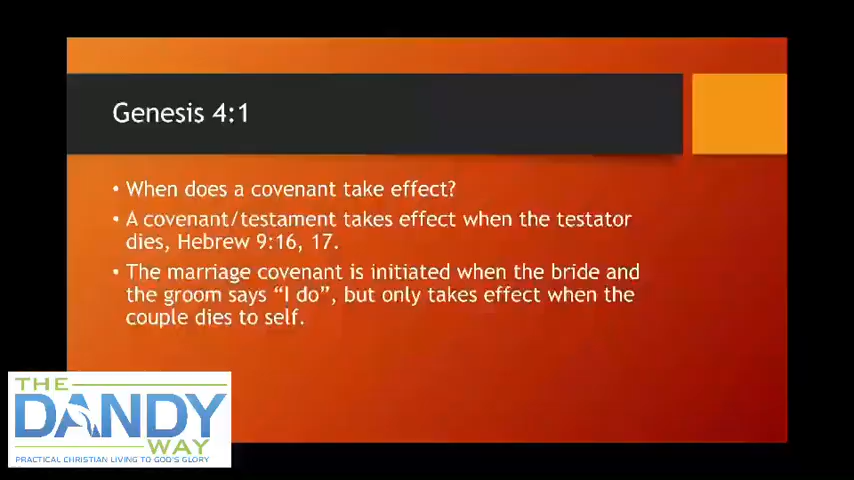 Genesis 4:1
• When does a covenant take effect?
• A covenant/testament takes effect when the testator
dies, Hebrew 9:16, 17.
• The marriage covenant is initiated when the bride and
the groom says “I do”, but only takes effect when the
couple dies to self.
THE
DANDY
WAY
PRACTICAL CHRISTIAN LIVING TO GOD'S GLORY